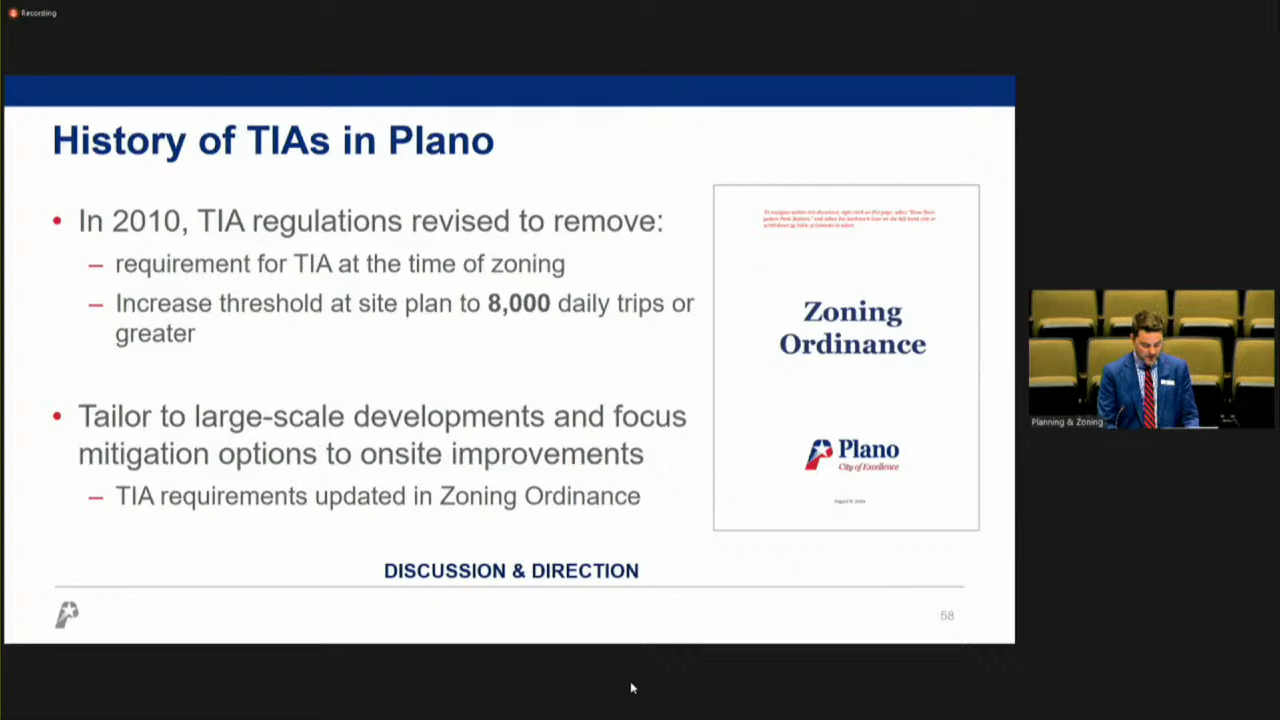 Recording
History of TIAs in Plano
• In 2010, TIA regulations revised to remove:
– requirement for TIA at the time of zoning
– Increase threshold at site plan to 8,000 daily trips or
greater
• Tailor to large-scale developments and focus
mitigation options to onsite improvements
– TIA requirements updated in Zoning Ordinance
Zoning
Ordinance
Plano
City of Excellence
DISCUSSION & DIRECTION
58
Planning & Zoning